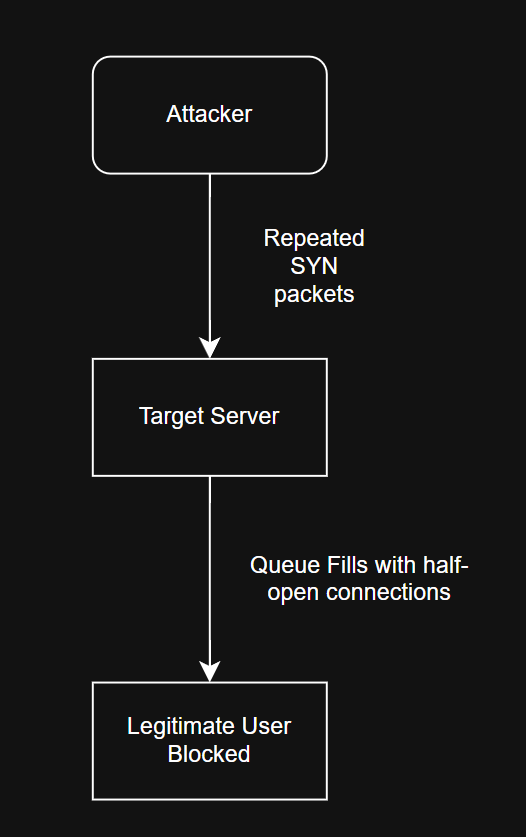 Attacker
Repeated
SYN
packets
Target Server
Queue Fills with half-
open connections
Legitimate User
Blocked